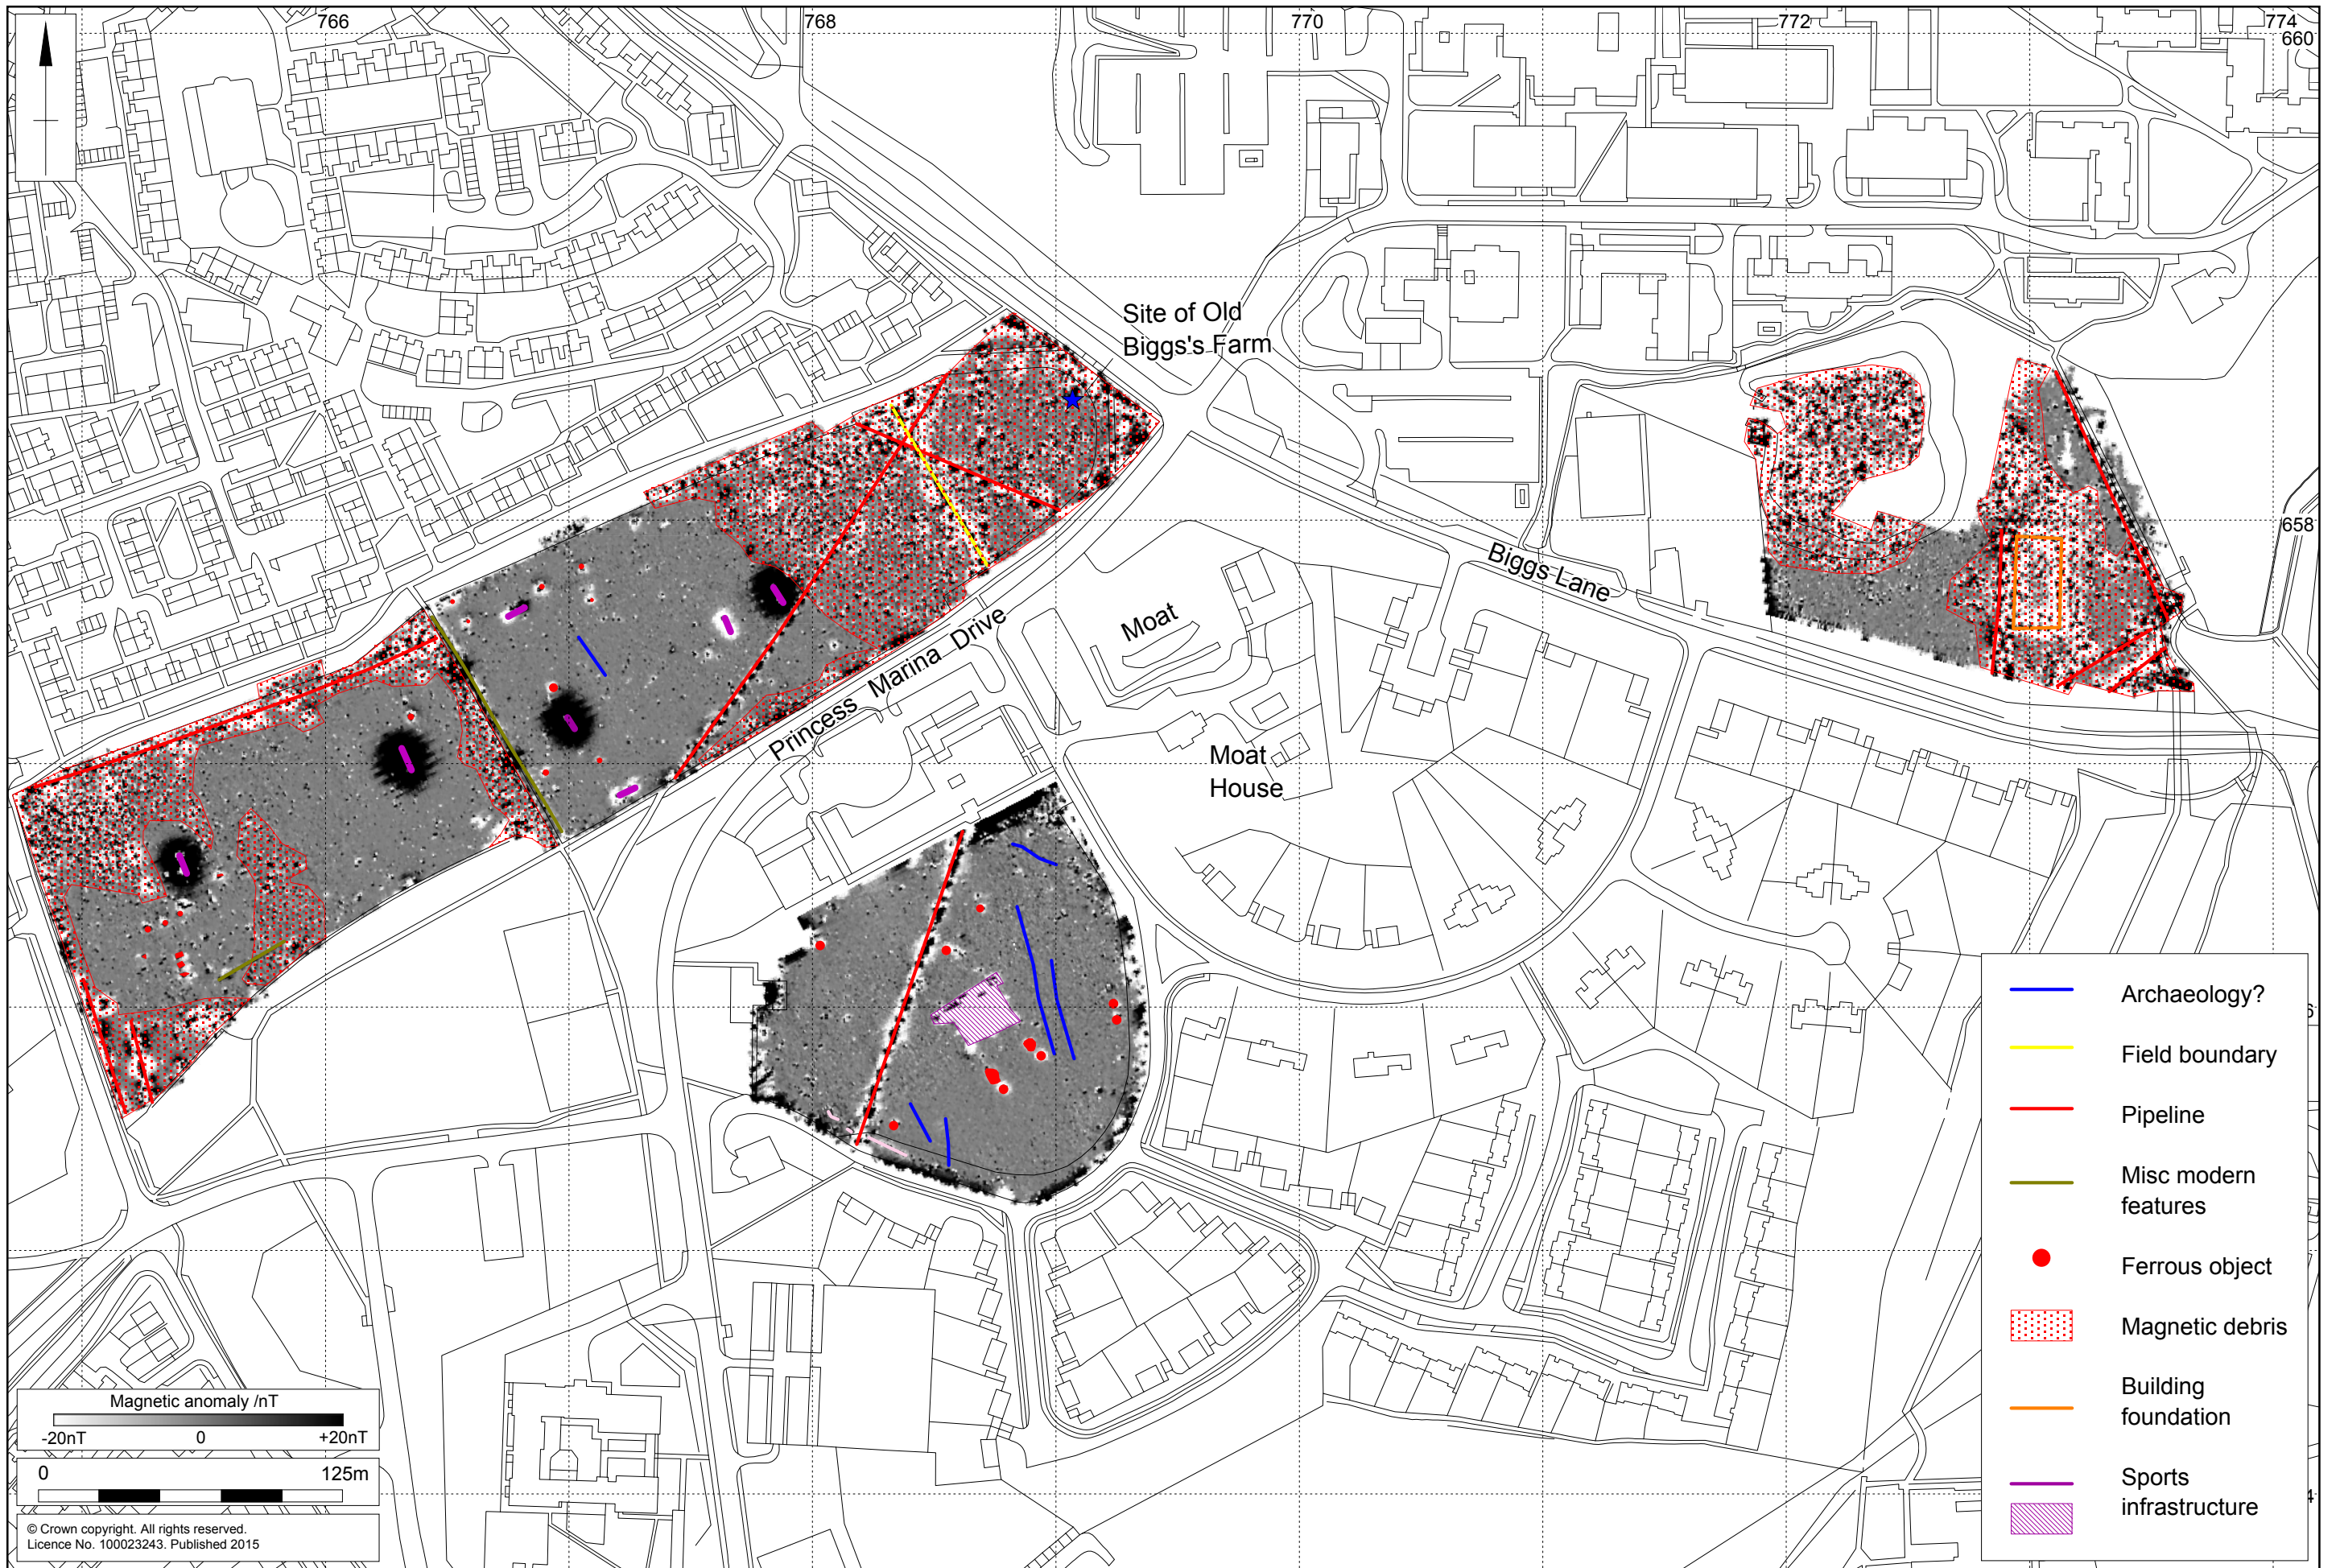 766
768
770
772
774
660
Site of Old
Biggs's Farm
658
Biggs Lane
Moat
Princess Marina Drive
Moat
House
Archaeology?
6
Field boundary
Pipeline
Misc modern
features
Ferrous object
Magnetic debris
Building
foundation
Sports
infrastructure
4
Magnetic anomaly /nT
-20nT 0 +20nT
0 125m
© Crown copyright. All rights reserved.
Licence No. 100023243. Published 2015